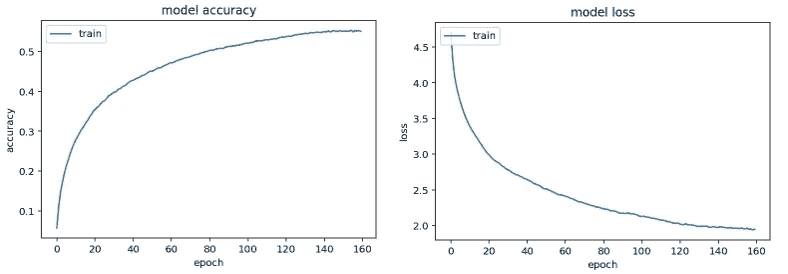 model accuracy
train
0.5
0.4
0.3
0.2
0.1
accuracy
0 20 40 60 80 100 120 140 160
epoch
model loss
train
4.5
4.0
3.5
3.0
2.5
2.0
loss
0 20 40 60 80 100 120 140 160
epoch